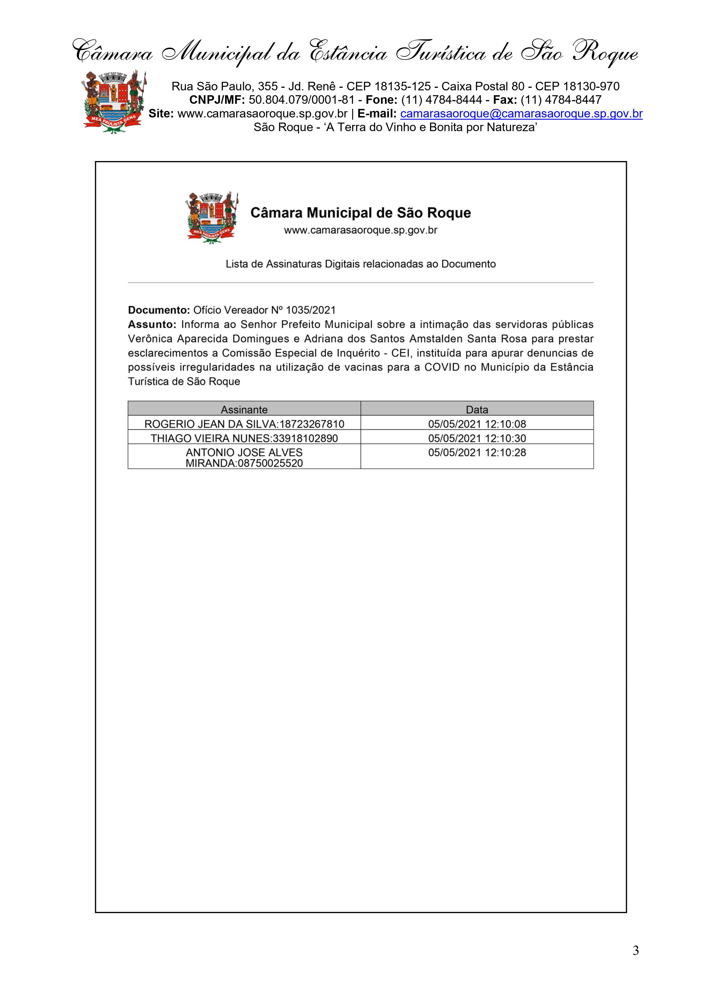 Câmara Municipal da Estância Turística de São Roque
Rua São Paulo, 355 - Jd. Renê - CEP 18135-125 - Caixa Postal 80 - CEP 18130-970
CNPJ/MF: 50.804.079/0001-81 - Fone: (11) 4784-8444 - Fax: (11) 4784-8447
Site: www.camarasaoroque.sp.gov.br | E-mail: camarasaoroque@camarasaoroque.sp.gov.br
São Roque - ‘A Terra do Vinho e Bonita por Natureza’
MEA PAULISTA GENS
Câmara Municipal de São Roque
www.camarasaoroque.sp.gov.br
MEA PAULISTA GENS
Lista de Assinaturas Digitais relacionadas ao Documento
Documento: Ofício Vereador Nº 1035/2021
Assunto: Informa ao Senhor Prefeito Municipal sobre a intimação das servidoras públicas
Verônica Aparecida Domingues e Adriana dos Santos Amstalden Santa Rosa para prestar
esclarecimentos a Comissão Especial de Inquérito - CEI, instituída para apurar denuncias de
possíveis irregularidades na utilização de vacinas para a COVID no Município da Estância
Turística de São Roque
Assinante Data
ROGERIO JEAN DA SILVA:18723267810 05/05/2021 12:10:08
THIAGO VIEIRA NUNES:33918102890 05/05/2021 12:10:30
ANTONIO JOSE ALVES 05/05/2021 12:10:28
MIRANDA:08750025520
3